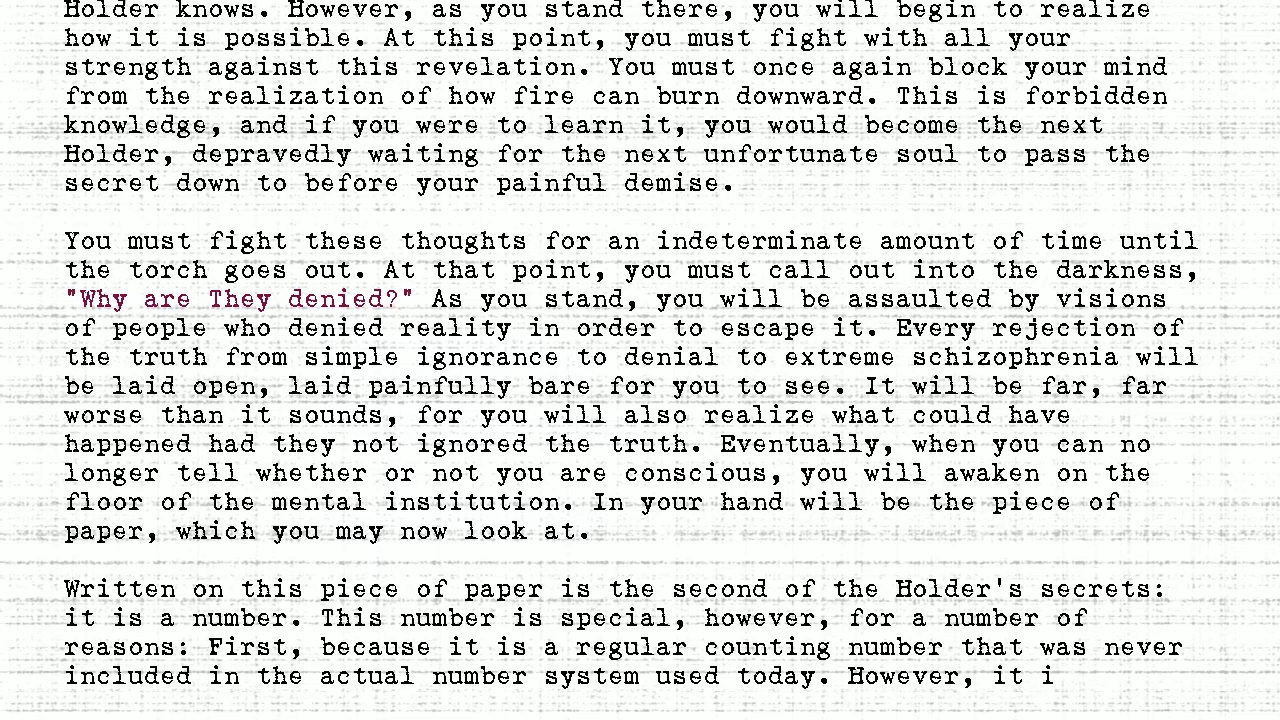 Holder knows. However, as you stand there, you will begin to realize
how it is possible. At this point, you must fight with all your
strength against this revelation. You must once again block your mind
from the realization of how fire can burn downward. This is forbidden
knowledge, and if you were to learn it, you would become the next
Holder, depravedly waiting for the next unfortunate soul to pass the
secret down to before your painful demise.
You must fight these thoughts for an indeterminate amount of time until
the torch goes out. At that point, you must call out into the darkness,
"Why are They denied?" As you stand, you will be assaulted by visions
of people who denied reality in order to escape it. Every rejection of
the truth from simple ignorance to denial to extreme schizophrenia will
be laid open, laid painfully bare for you to see. It will be far, far
worse than it sounds, for you will also realize what could have
happened had they not ignored the truth. Eventually, when you can no
longer tell whether or not you are conscious, you will awaken on the
floor of the mental institution. In your hand will be the piece of
paper, which you may now look at.
Written on this piece of paper is the second of the Holder's secrets:
it is a number. This number is special, however, for a number of
reasons: First, because it is a regular counting number that was never
included in the actual number system used today. However, it i